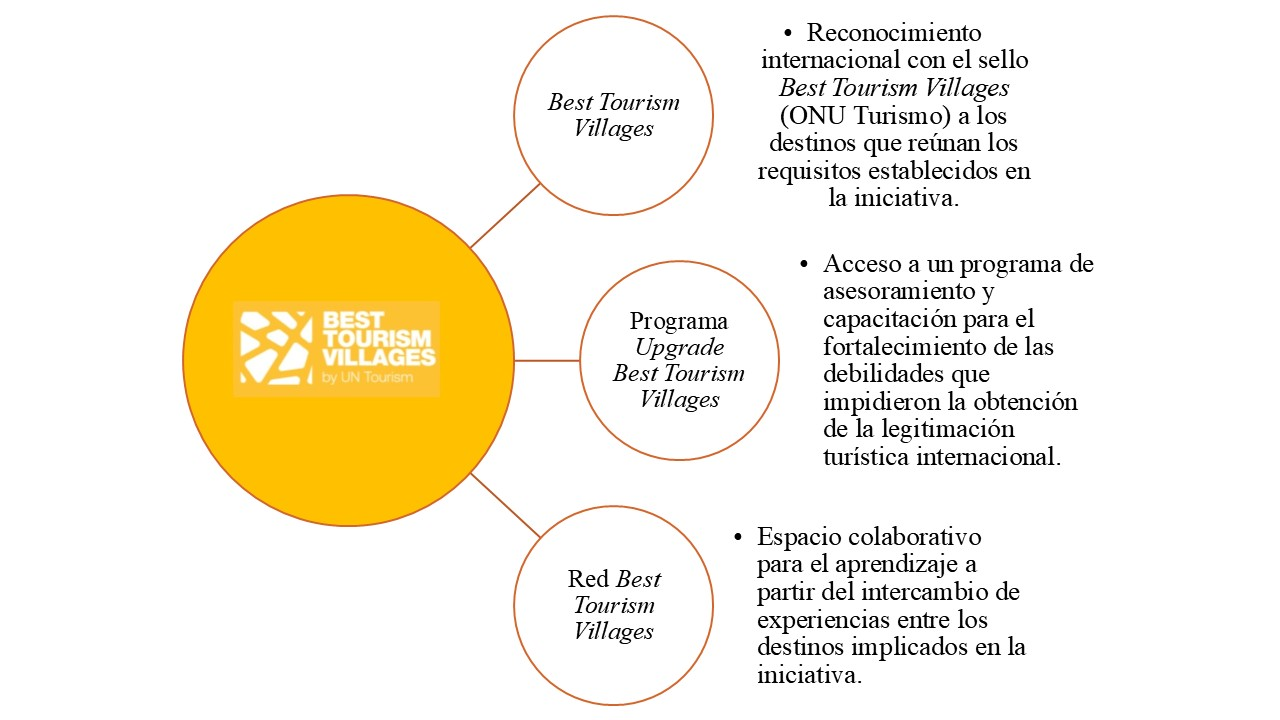 BEST
TOURISM
VILLAGES
by UN Tourism
Best Tourism
Villages
• Reconocimiento
internacional con el sello
Best Tourism Villages
(ONU Turismo) a los
destinos que reúnan los
requisitos establecidos en
la iniciativa.
Programa
Upgrade
Best Tourism
Villages
• Acceso a un programa de
asesoramiento y
capacitación para el
fortalecimiento de las
debilidades que
impidieron la obtención
de la legitimación
turística internacional.
Red Best
Tourism
Villages
• Espacio colaborativo
para el aprendizaje a
partir del intercambio de
experiencias entre los
destinos implicados en la
iniciativa.